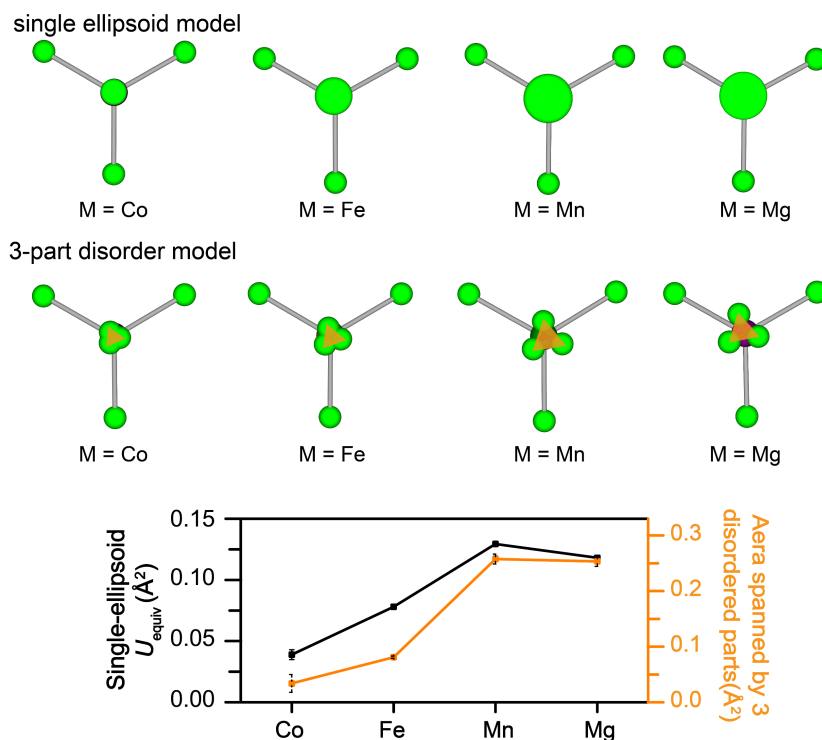 single ellipsoid model
M = Co
M = Fe
M = Mn
M = Mg
3-part disorder model
M = Co
M = Fe
M = Mn
M = Mg
Single-ellipsoid
Uequiv (Å²)
0.15
0.10
0.05
0.00
Co
Fe
Mn
Mg
0.3
0.2
0.1
0.0
Aera spanned by 3
disordered parts(Å²)